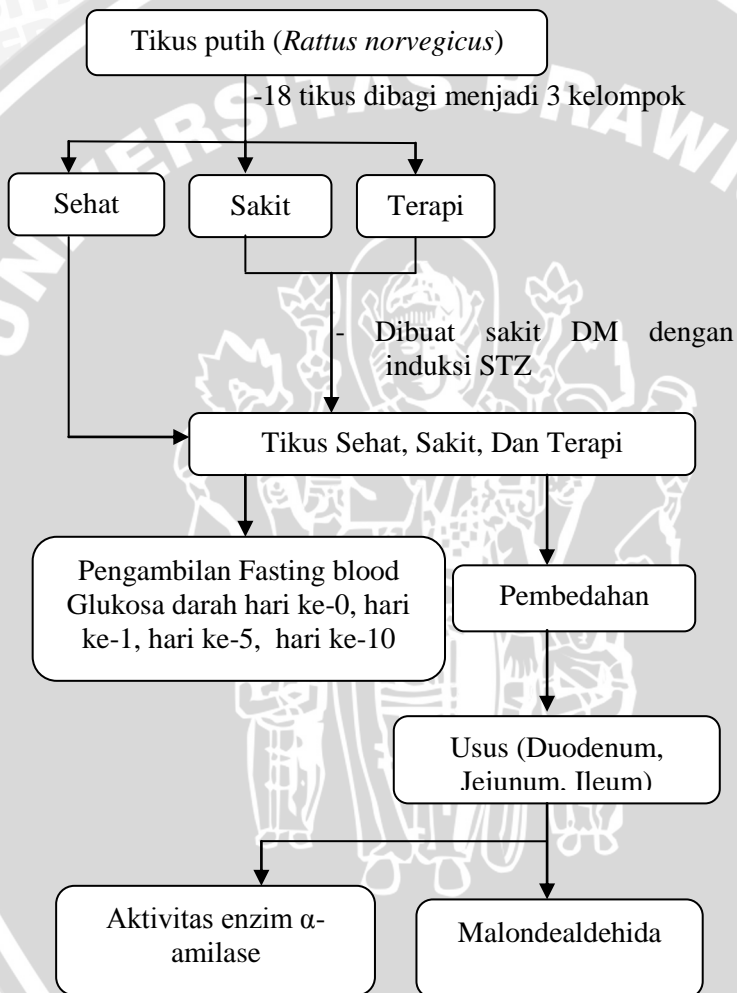 UNIVERSITAS BRAWI
Tikus putih (Rattus norvegicus)
-18 tikus dibagi menjadi 3 kelompok
Sehat
Sakit
Terapi
- Dibuat sakit DM dengan
induksi STZ
Tikus Sehat, Sakit, Dan Terapi
Pengambilan Fasting blood
Glukosa darah hari ke-0, hari
ke-1, hari ke-5, hari ke-10
Pembedahan
Usus (Duodenum,
Jejunum, Ileum)
Aktivitas enzim α-
amilase
Malondealdehida